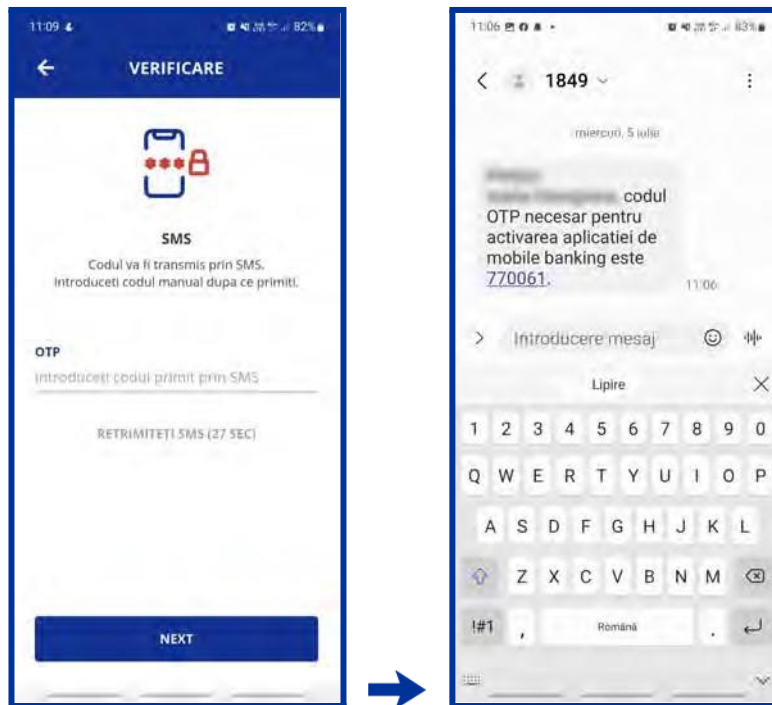 11:09
82%
VERIFICARE
SMS
Codul va fi transmis prin SMS.
Introduceti codul manual dupa ce primiti.
OTP
Introduceți codul primit prin SMS
RETRIMITEȚI SMS (27 SEC)
NEXT
11:06
83%
1849
miercuri, 5 iulie
codul
OTP necesar pentru
activarea aplicatiei de
mobile banking este
770061.
11:06
Introducere mesaj
Lipire
1 2 3 4 5 6 7 8 9 0
Q W E R T Y U I O P
A S D F G H J K L
Z X C V B N M
!#1 , Română .